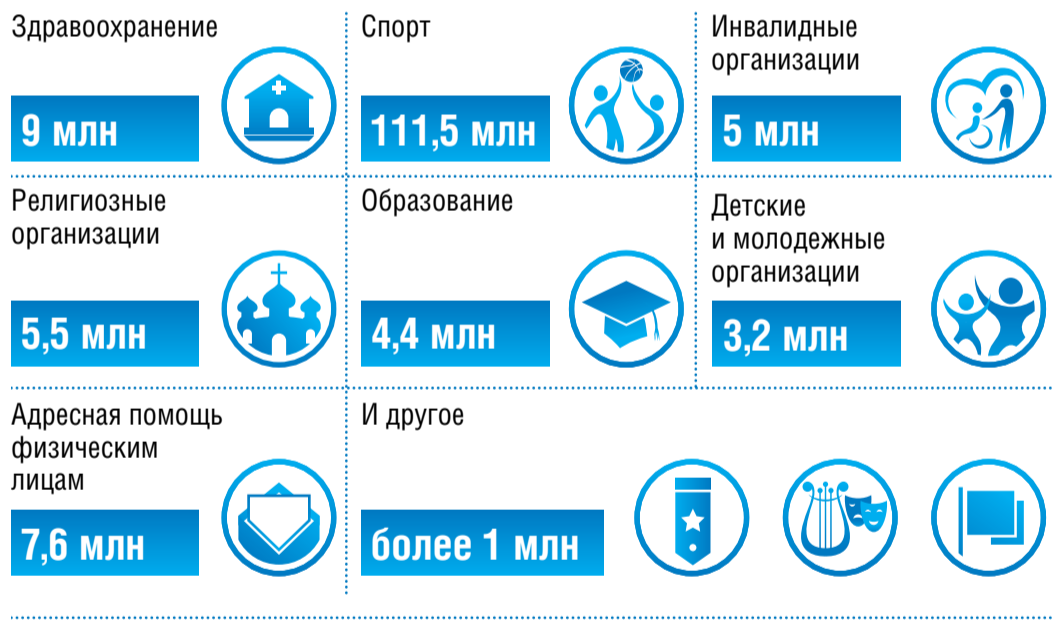 Здравоохранение
9 млн
Спорт
111,5 млн
Инвалидные
организации
5 млн
Религиозные
организации
5,5 млн
Образование
4,4 млн
Детские
и молодежные
организации
3,2 млн
Адресная помощь
физическим
лицам
7,6 млн
И другое
более 1 млн